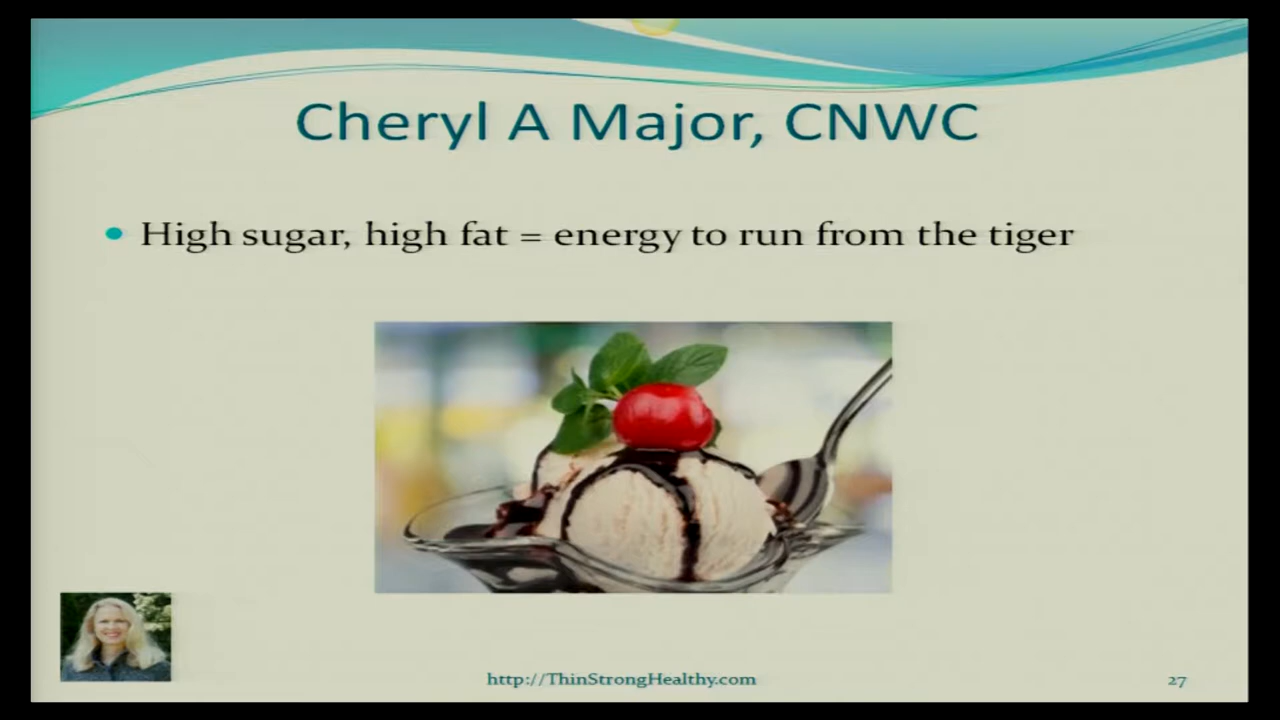 Cheryl A Major, CNWC
High sugar, high fat = energy to run from the tiger
http://ThinStrongHealthy.com
27